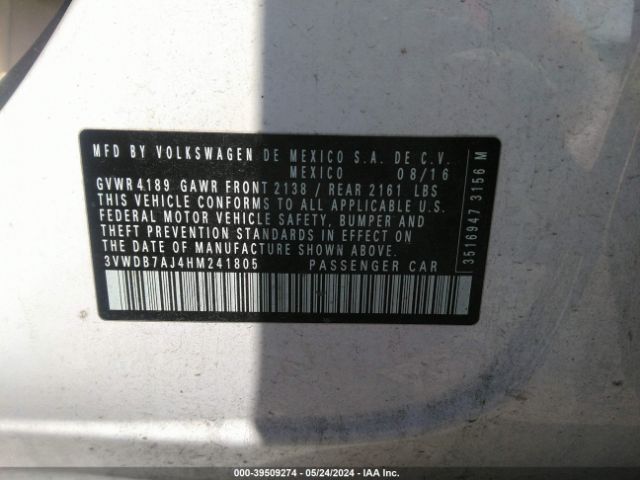 MFD BY VOLKSWAGEN DE MEXICO S.A. DE C.V.
MEXICO 08/16
GVWR 4189 GAWR FRONT 2138 / REAR 2161 LBS
THIS VEHICLE CONFORMS TO ALL APPLICABLE U.S.
FEDERAL MOTOR VEHICLE SAFETY, BUMPER AND
THEFT PREVENTION STANDARDS IN EFFECT ON
THE DATE OF MANUFACTURE SHOWN ABOVE.
3VWDB7AJ4HM241805 PASSENGER CAR
3516947 3156 M
000-39509274 - 05/24/2024 - IAA Inc.